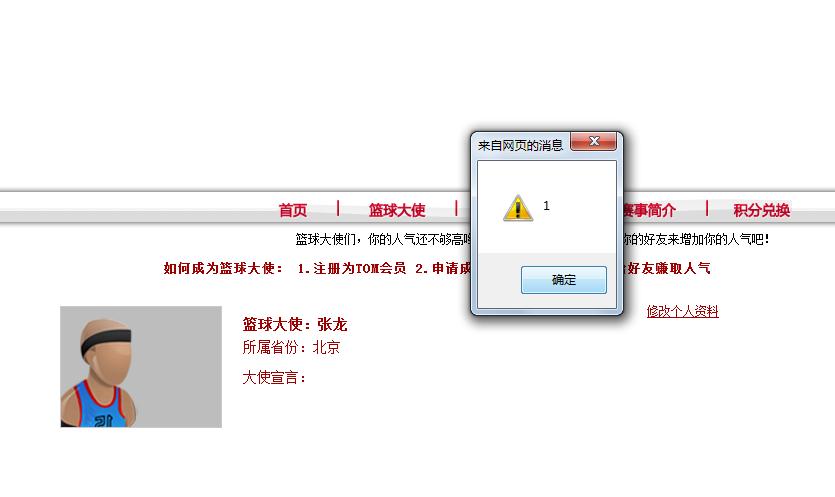 来自网页的消息
1
确定
首页
篮球大使
赛事简介
积分兑换
篮球大使们，你的人气还不够高
你的好友来增加你的人气吧！
如何成为篮球大使： 1.注册为TOM会员 2.申请成
好友赚取人气
篮球大使：张龙
修改个人资料
所属省份：北京
大使宣言：
21